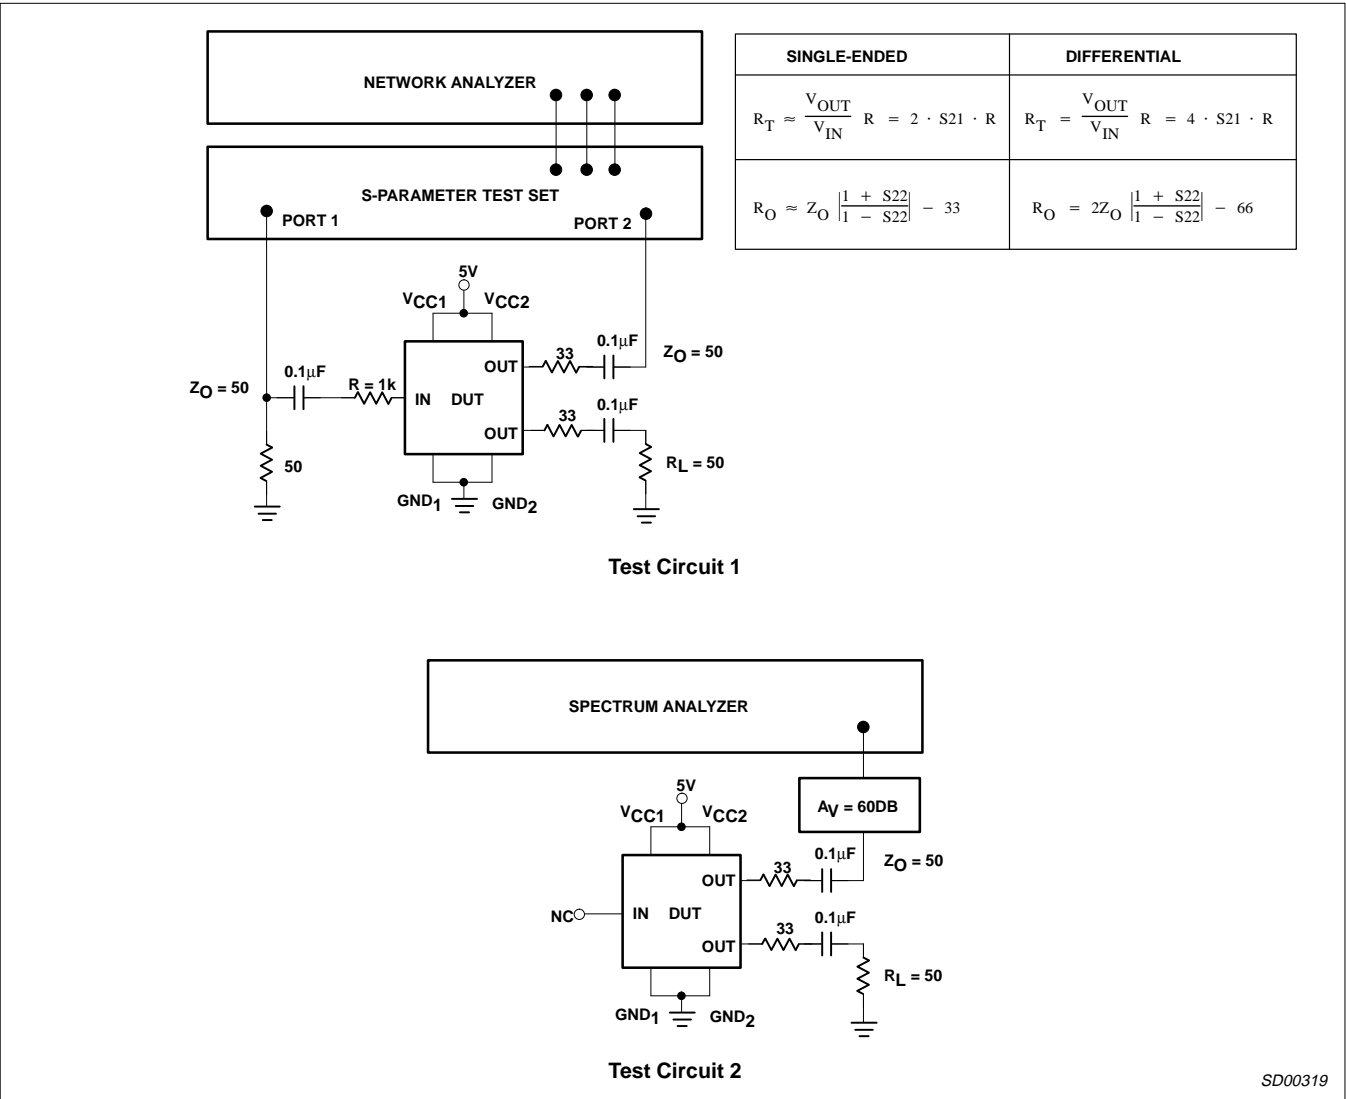 NETWORK ANALYZER
S-PARAMETER TEST SET
PORT 1
PORT 2
SINGLE-ENDED
DIFFERENTIAL
RT ≈ VOUT/VIN R = 2 · S21 · R
RT = VOUT/VIN R = 4 · S21 · R
RO ≈ ZO |1 + S22/1 − S22| − 33
RO = 2ZO |1 + S22/1 − S22| − 66
5V
VCC1
VCC2
ZO = 50
0.1μF
R = 1k
IN
DUT
OUT
33
0.1μF
ZO = 50
OUT
33
0.1μF
50
RL = 50
GND1
GND2
Test Circuit 1
SPECTRUM ANALYZER
5V
VCC1
VCC2
AV = 60DB
NC
IN
DUT
OUT
33
0.1μF
ZO = 50
OUT
33
0.1μF
RL = 50
GND1
GND2
Test Circuit 2
SD00319